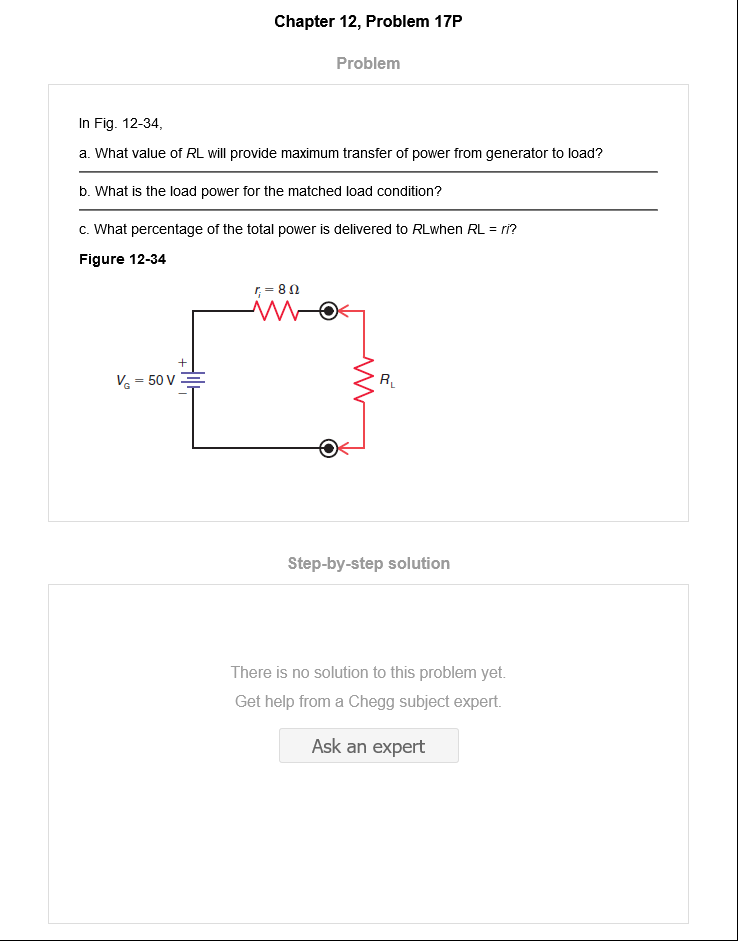 Chapter 12, Problem 17P
Problem
In Fig. 12-34,
a. What value of RL will provide maximum transfer of power from generator to load?
b. What is the load power for the matched load condition?
c. What percentage of the total power is delivered to RLwhen RL = ri?
Figure 12-34
rᵢ = 8 Ω
+
V_G = 50 V
−
R_L
Step-by-step solution
There is no solution to this problem yet.
Get help from a Chegg subject expert.
Ask an expert